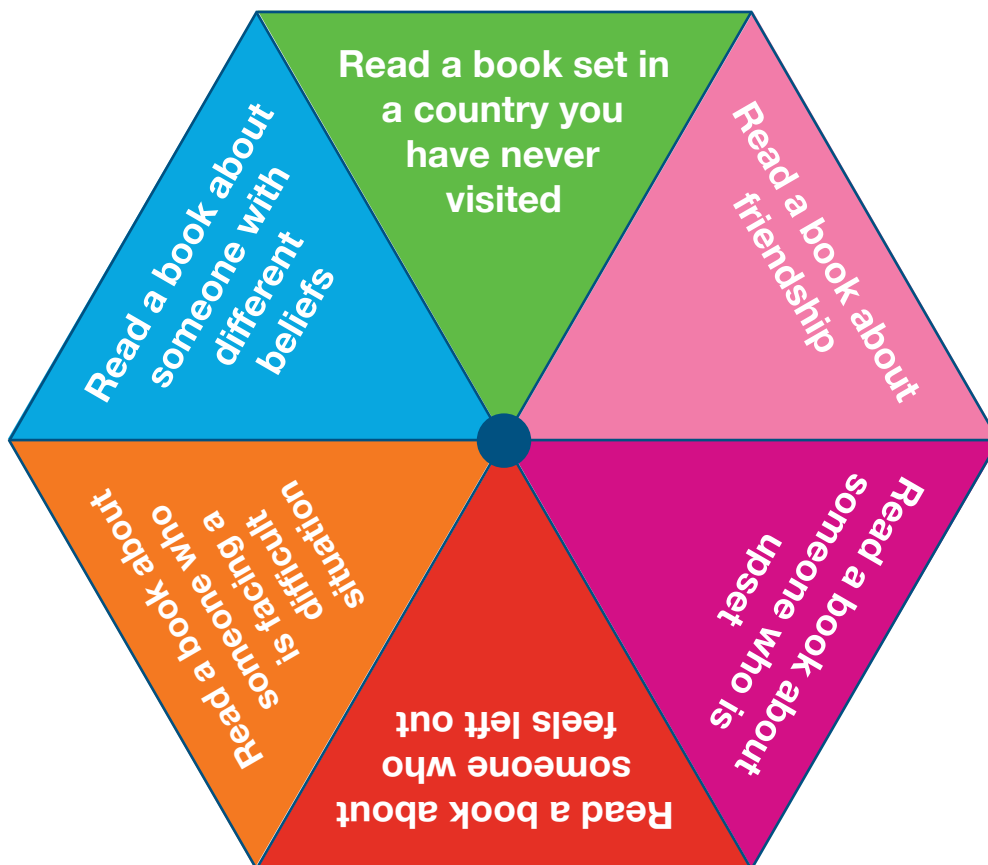 Read a book set in
a country you
have never
visited
Read a book about
friendship
Read a book about
someone who is
upset
Read a book about
someone who
feels left out
Read a book about
someone who
is facing a
difficult
situation
Read a book about
someone with
different
beliefs